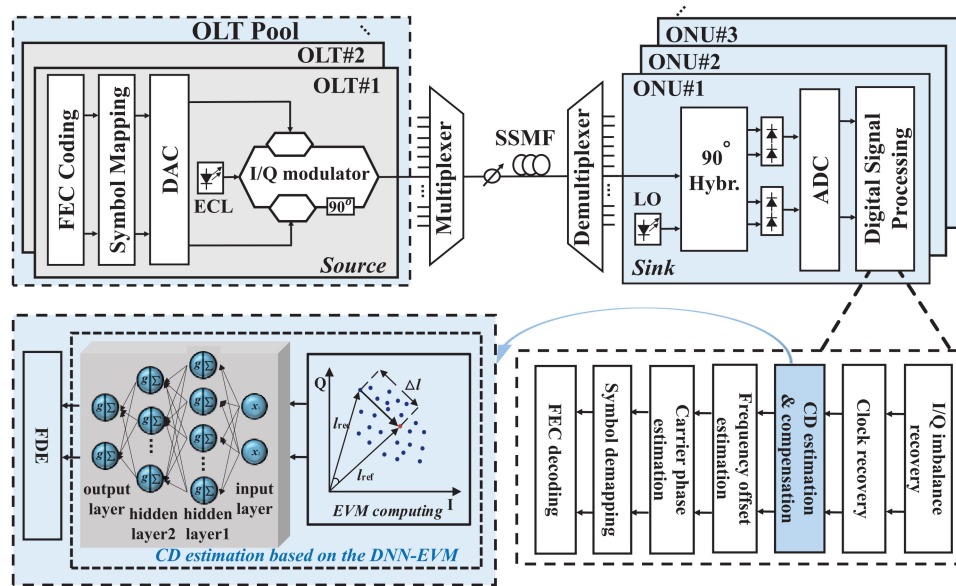 OLT Pool
OLT#2
OLT#1
FEC Coding
Symbol Mapping
DAC
ECL
I/Q modulator
90°
Source
Multiplexer
SSMF
Demultiplexer
ONU#3
ONU#2
ONU#1
90°
Hybr.
LO
ADC
Digital Signal
Processing
Sink
FDE
g Σ
g Σ
g Σ
g Σ
g Σ
g Σ
g Σ
g Σ
g Σ
x
x
output
layer
hidden
layer2
hidden
layer1
input
layer
Q
Δl
lref
lref
I
EVM computing
CD estimation based on the DNN-EVM
FEC decoding
Symbol demapping
Carrier phase
estimation
Frequency offset
estimation
CD estimation
& compensation
Clock recovery
I/Q imbalance
recovery